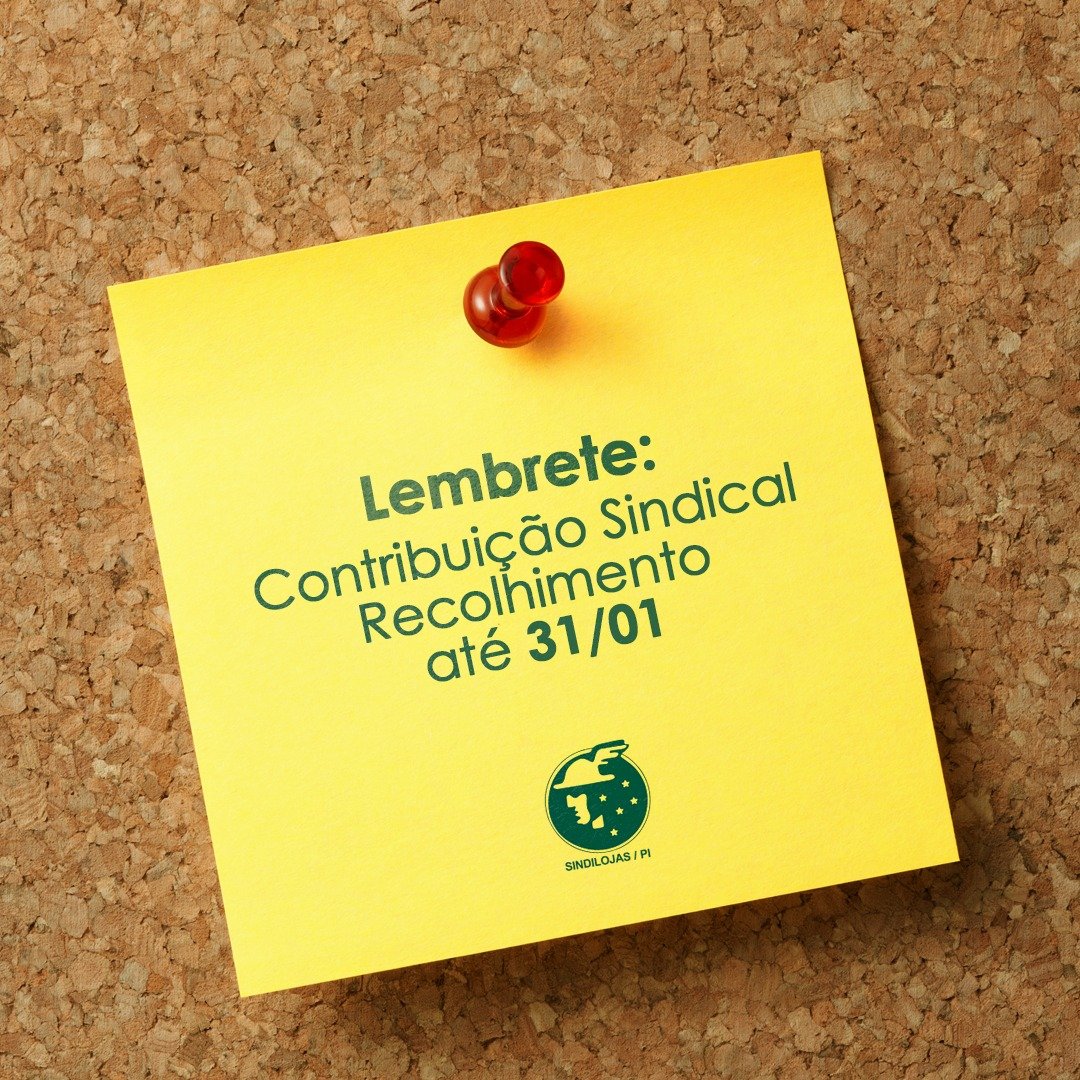 Lembrete:
Contribuição Sindical
Recolhimento
até 31/01
SINDILOJAS / PI